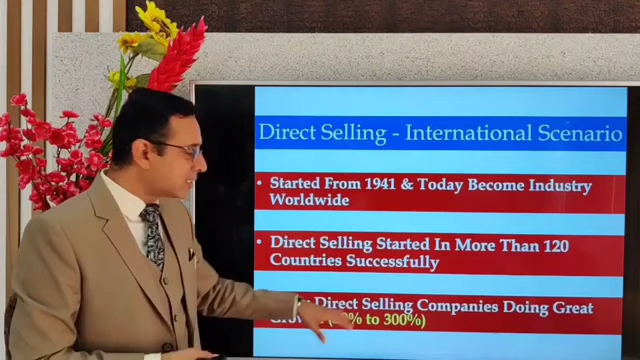 Direct Selling - International Scenario
• Started From 1941 & Today Become Industry
Worldwide
• Direct Selling Started In More Than 120
Countries Successfully
Direct Selling Companies Doing Great
to 300%)